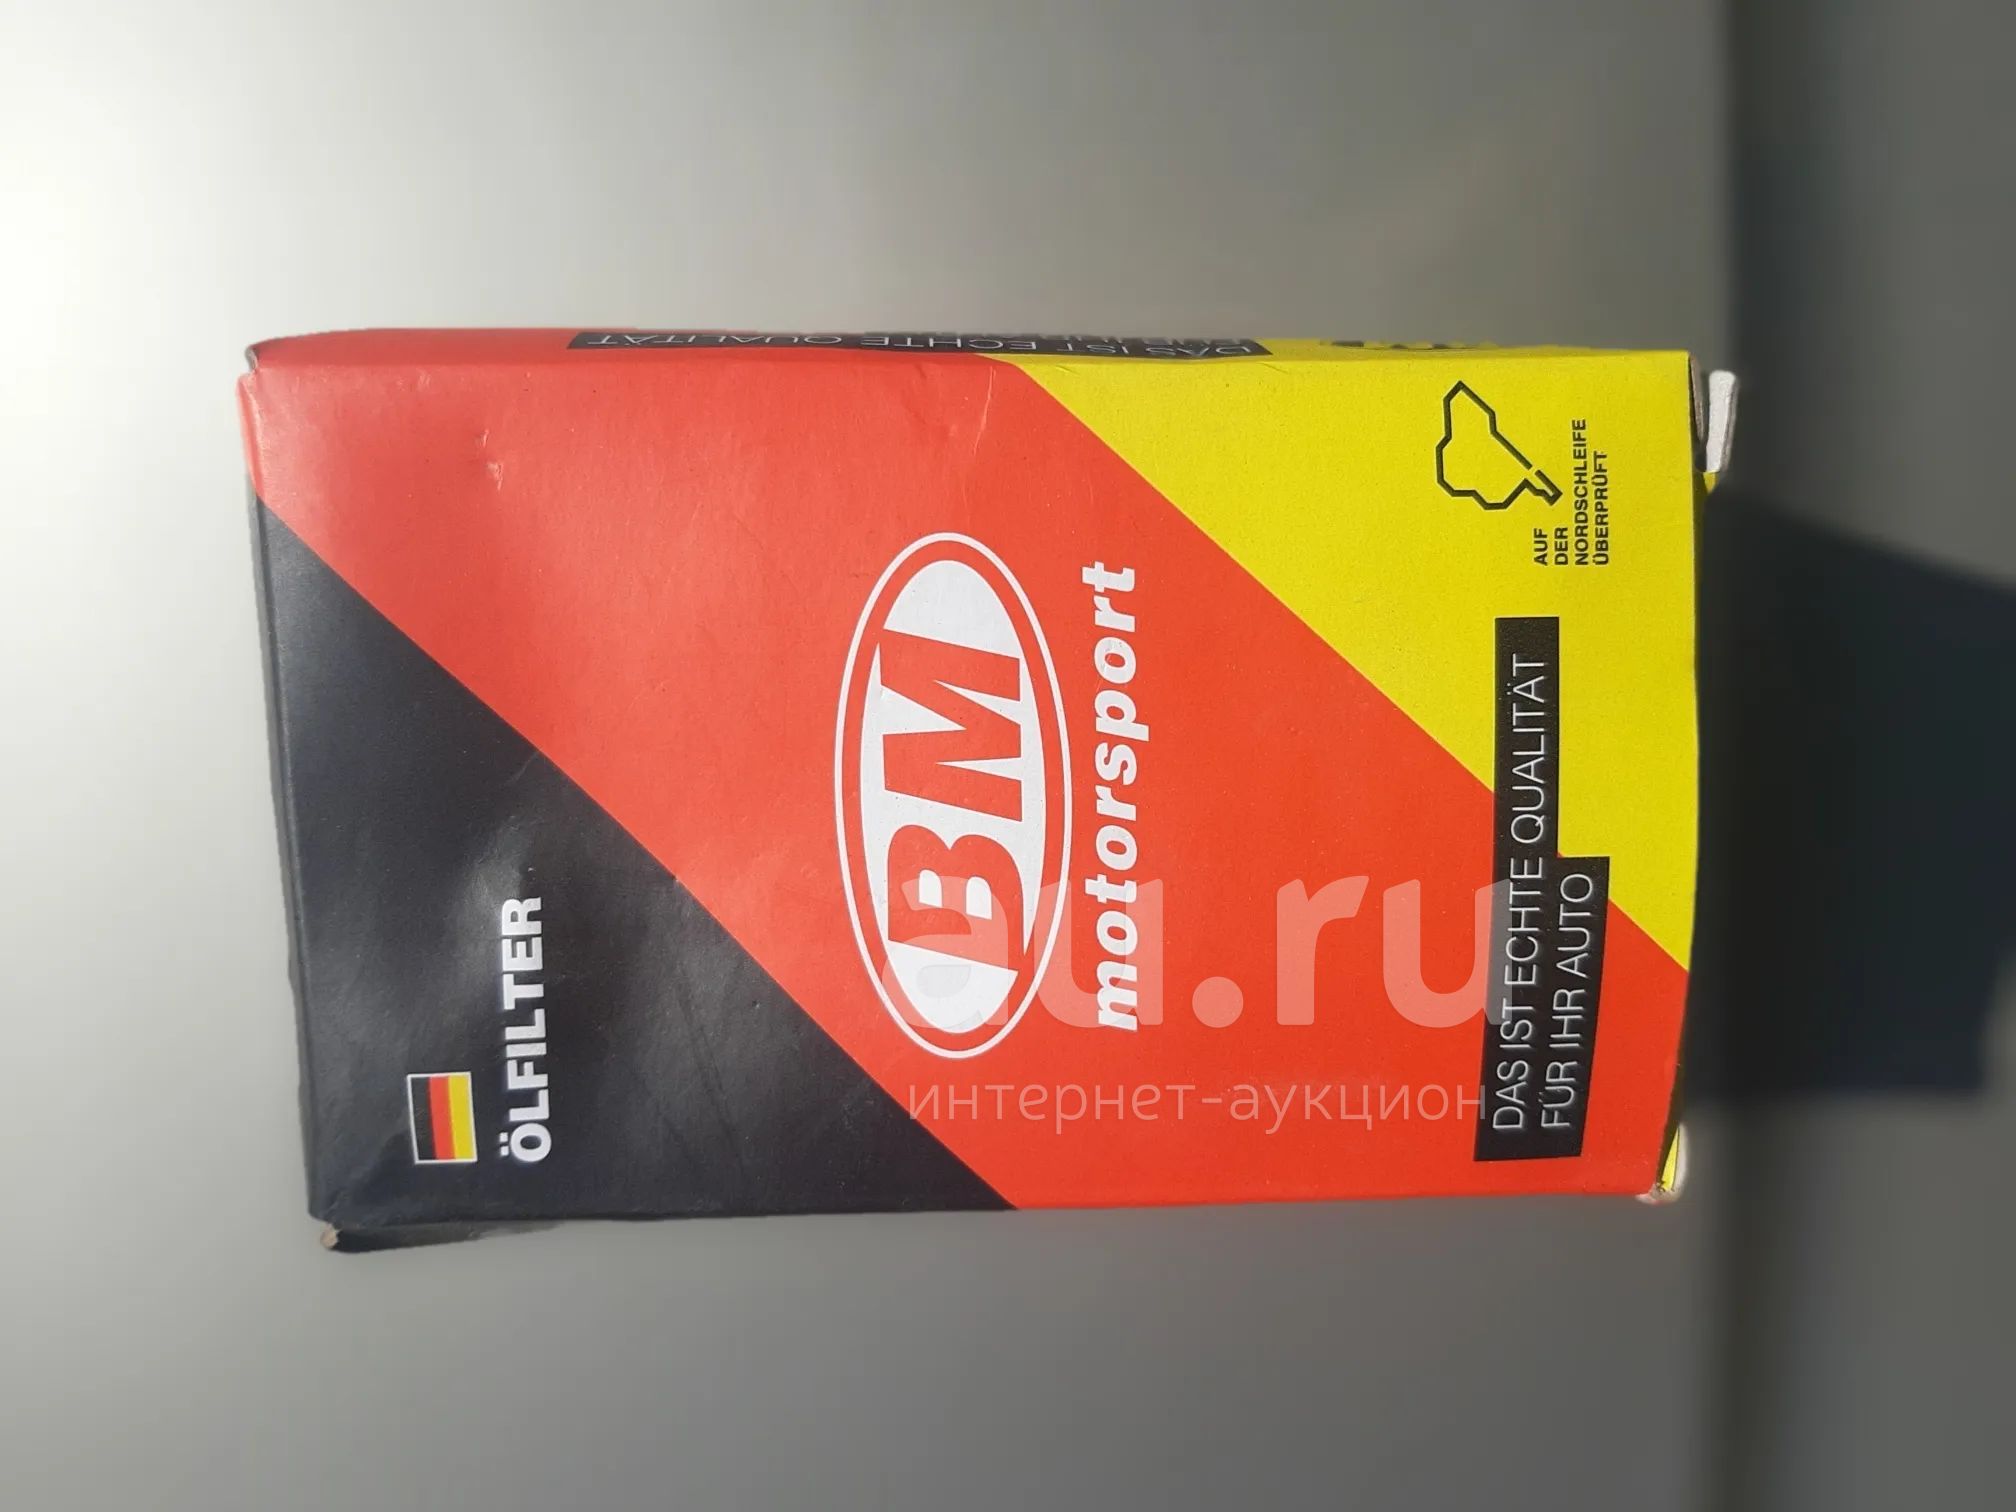 ÖLFILTER
BM
motorsport
DAS IST ECHTE QUALITÄT
FÜR IHR AUTO
AUF
DER
NORDSCHLEIFE
ÜBERPRÜFT
DAS IST ECHTE QUALITÄT
au.ru
интернет-аукцион